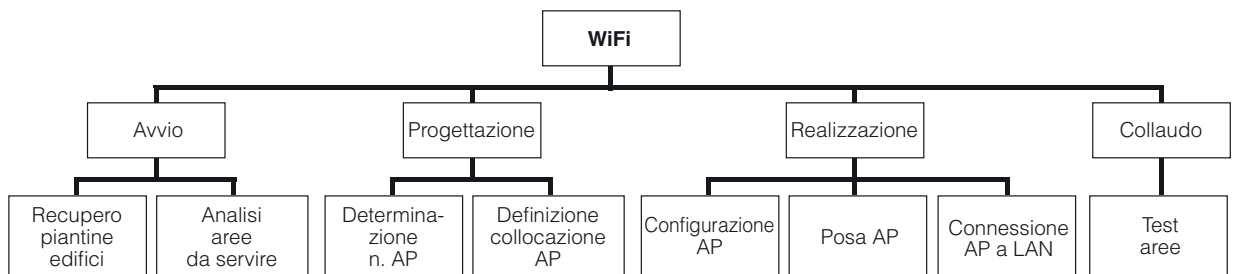 WiFi
Avvio
Progettazione
Realizzazione
Collaudo
Recupero
piantine
edifici
Analisi
aree
da servire
Determina-
zione
n. AP
Definizione
collocazione
AP
Configurazione
AP
Posa AP
Connessione
AP a LAN
Test
aree